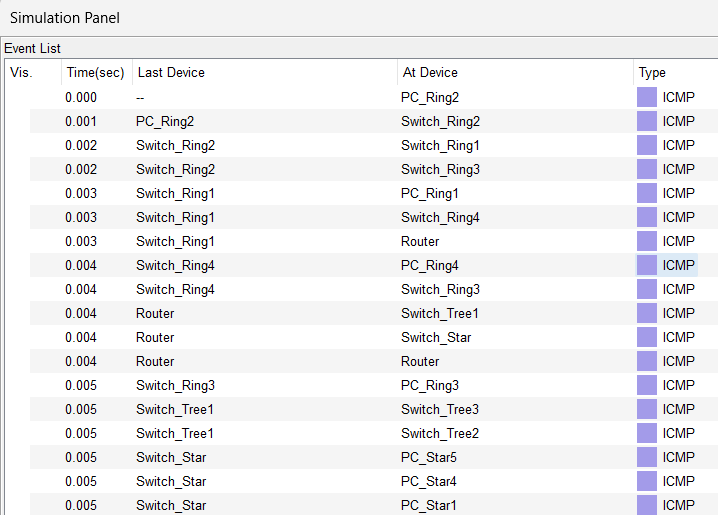 Simulation Panel
Event List
Vis. Time(sec) Last Device At Device Type
0.000 -- PC_Ring2 ICMP
0.001 PC_Ring2 Switch_Ring2 ICMP
0.002 Switch_Ring2 Switch_Ring1 ICMP
0.002 Switch_Ring2 Switch_Ring3 ICMP
0.003 Switch_Ring1 PC_Ring1 ICMP
0.003 Switch_Ring1 Switch_Ring4 ICMP
0.003 Switch_Ring1 Router ICMP
0.004 Switch_Ring4 PC_Ring4 ICMP
0.004 Switch_Ring4 Switch_Ring3 ICMP
0.004 Router Switch_Tree1 ICMP
0.004 Router Switch_Star ICMP
0.004 Router Router ICMP
0.005 Switch_Ring3 PC_Ring3 ICMP
0.005 Switch_Tree1 Switch_Tree3 ICMP
0.005 Switch_Tree1 Switch_Tree2 ICMP
0.005 Switch_Star PC_Star5 ICMP
0.005 Switch_Star PC_Star4 ICMP
0.005 Switch_Star PC_Star1 ICMP